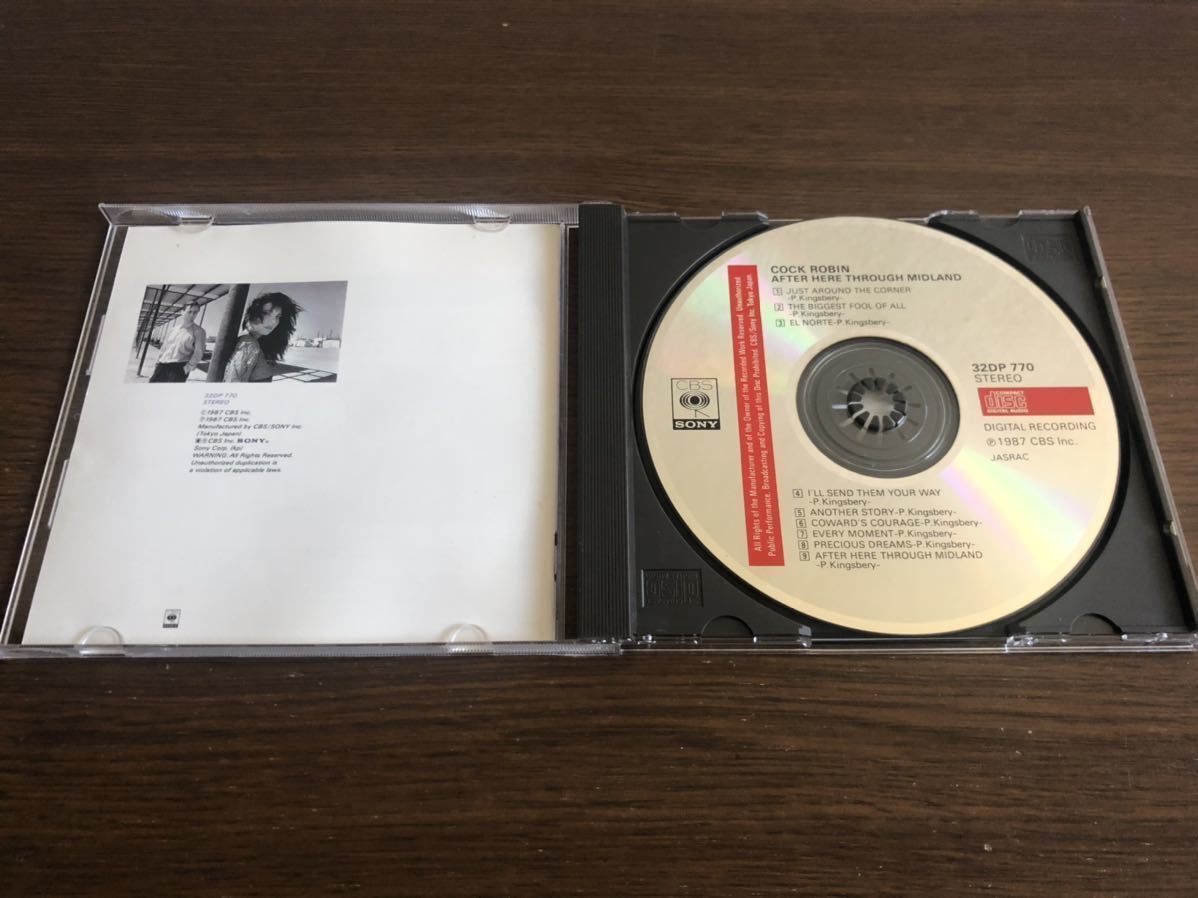 32DP 770
STEREO
©1987 CBS Inc.
℗1987 CBS Inc.
Manufactured by CBS/SONY Inc.
(Tokyo Japan)
CBS Inc. SONY®
Sony Corp. (kp)
WARNING. All Rights Reserved.
Unauthorized duplication is
a violation of applicable laws.
COCK ROBIN
AFTER HERE THROUGH MIDLAND
1 JUST AROUND THE CORNER
-P.Kingsbery-
2 THE BIGGEST FOOL OF ALL
-P.Kingsbery-
3 EL NORTE-P.Kingsbery-
CBS
SONY
All Rights of the Manufacturer and of the Owner of the Recorded Work Reserved. Unauthorized
Public Performance, Broadcasting and Copying of this Disc Prohibited. CBS/Sony Inc. Tokyo Japan.
32DP 770
STEREO
COMPACT
disc
DIGITAL AUDIO
DIGITAL RECORDING
℗1987 CBS Inc.
JASRAC
4 I'LL SEND THEM YOUR WAY
-P.Kingsbery-
5 ANOTHER STORY-P.Kingsbery-
6 COWARD'S COURAGE-P.Kingsbery-
7 EVERY MOMENT-P.Kingsbery-
8 PRECIOUS DREAMS-P.Kingsbery-
9 AFTER HERE THROUGH MIDLAND
-P.Kingsbery-